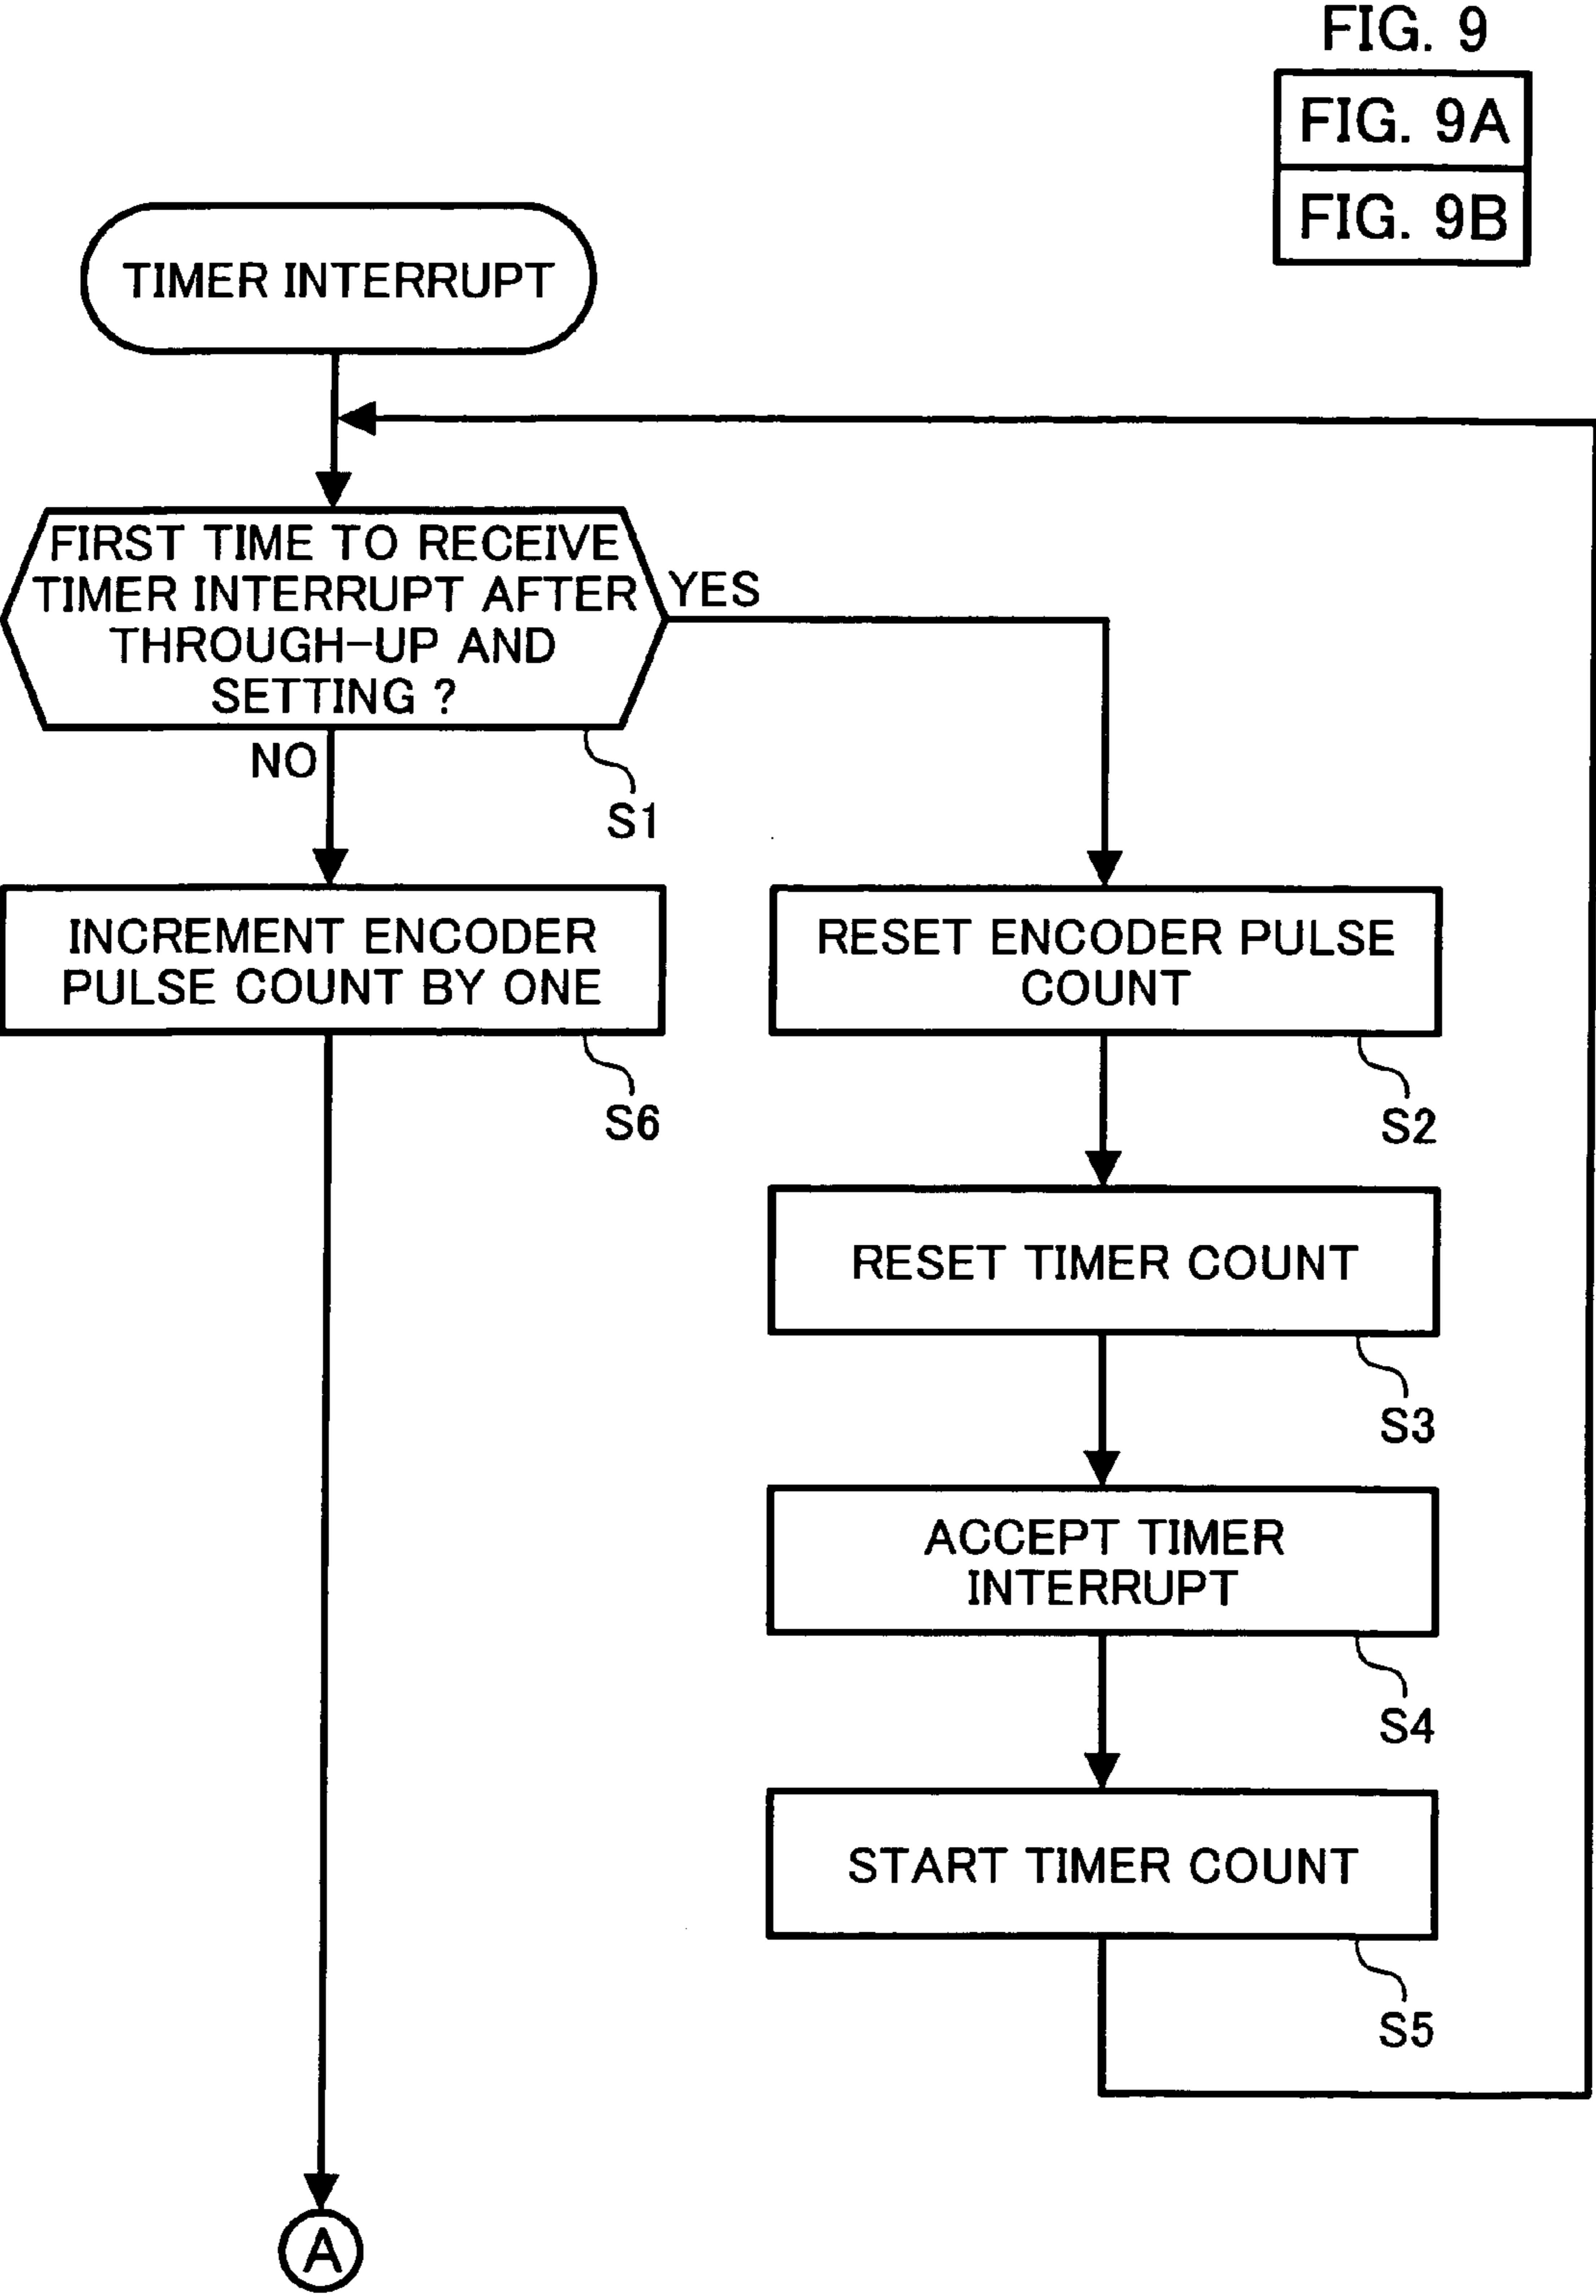 FIG. 9
FIG. 9A
FIG. 9B
TIMER INTERRUPT
FIRST TIME TO RECEIVE
TIMER INTERRUPT AFTER
THROUGH-UP AND
SETTING ?
YES
NO
S1
INCREMENT ENCODER
PULSE COUNT BY ONE
S6
RESET ENCODER PULSE
COUNT
S2
RESET TIMER COUNT
S3
ACCEPT TIMER
INTERRUPT
S4
START TIMER COUNT
S5
A